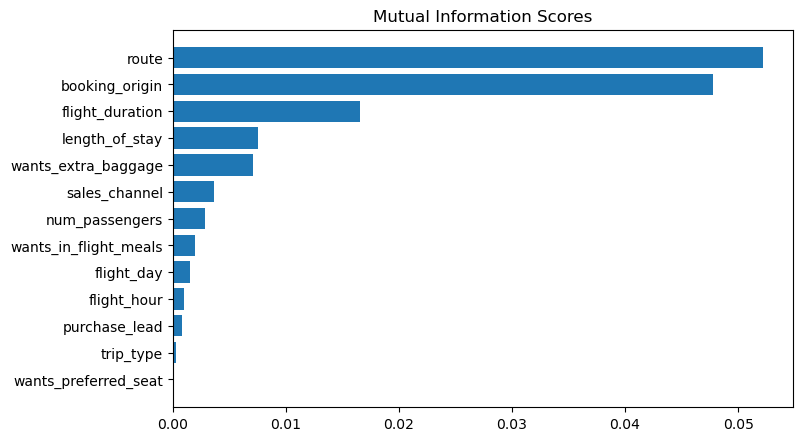 Mutual Information Scores
route
booking_origin
flight_duration
length_of_stay
wants_extra_baggage
sales_channel
num_passengers
wants_in_flight_meals
flight_day
flight_hour
purchase_lead
trip_type
wants_preferred_seat
0.00 0.01 0.02 0.03 0.04 0.05